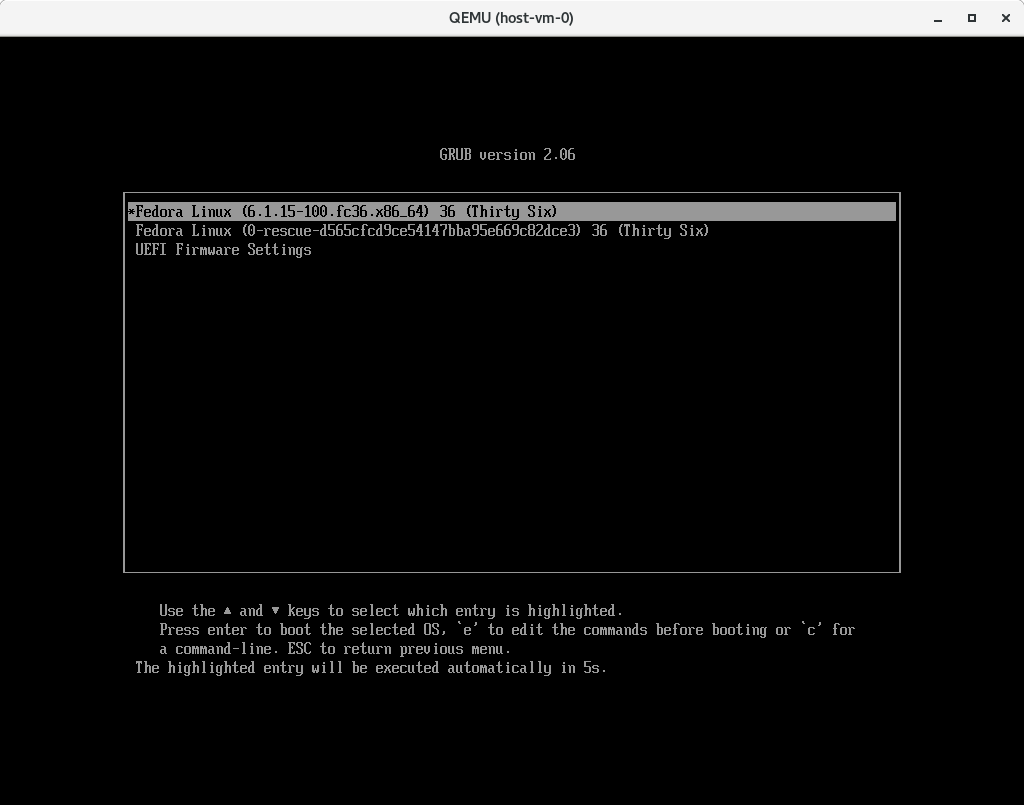 QEMU (host-vm-0)
GRUB version 2.06
*Fedora Linux (6.1.15-100.fc36.x86_64) 36 (Thirty Six)
Fedora Linux (0-rescue-d565cfcd9ce54147bba95e669c82dce3) 36 (Thirty Six)
UEFI Firmware Settings
Use the ▲ and ▼ keys to select which entry is highlighted.
Press enter to boot the selected OS, `e' to edit the commands before booting or `c' for
a command-line. ESC to return previous menu.
The highlighted entry will be executed automatically in 5s.